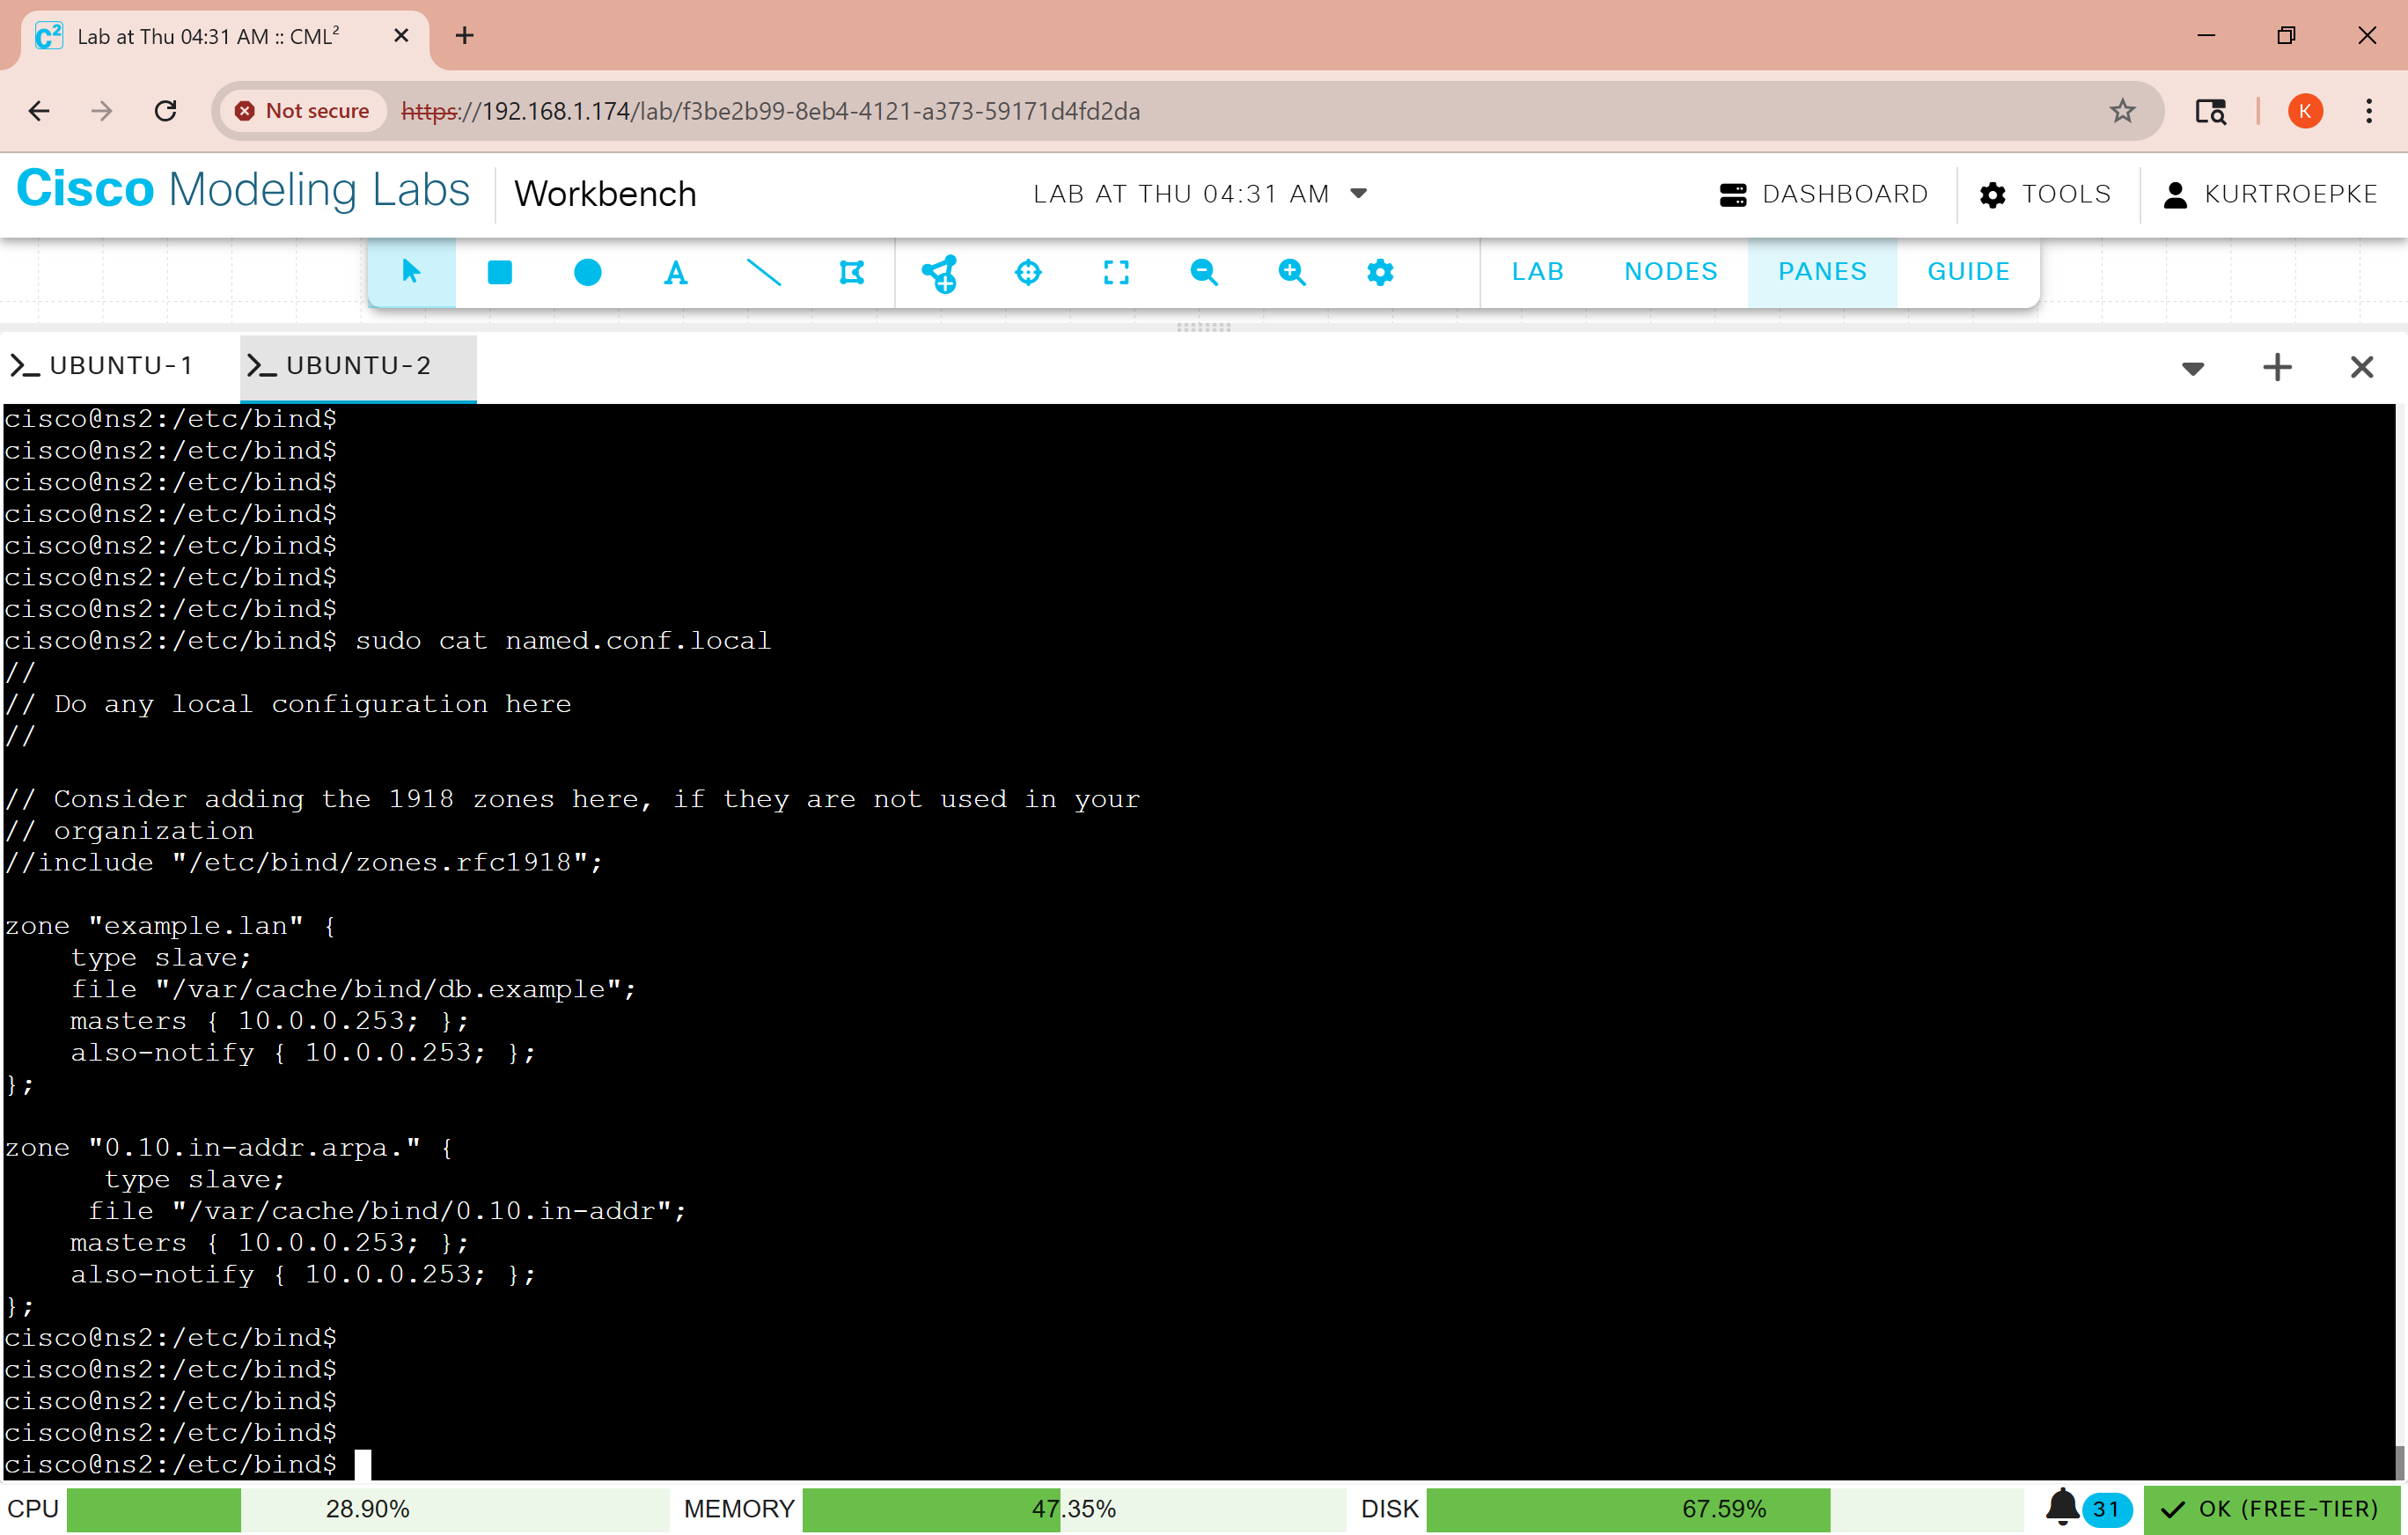 Lab at Thu 04:31 AM :: CML²
Not secure
https://192.168.1.174/lab/f3be2b99-8eb4-4121-a373-59171d4fd2da
K
Cisco Modeling Labs
Workbench
LAB AT THU 04:31 AM
DASHBOARD
TOOLS
KURTROEPKE
A
LAB
NODES
PANES
GUIDE
UBUNTU-1
UBUNTU-2
cisco@ns2:/etc/bind$
cisco@ns2:/etc/bind$
cisco@ns2:/etc/bind$
cisco@ns2:/etc/bind$
cisco@ns2:/etc/bind$
cisco@ns2:/etc/bind$
cisco@ns2:/etc/bind$
cisco@ns2:/etc/bind$ sudo cat named.conf.local
//
// Do any local configuration here
//
// Consider adding the 1918 zones here, if they are not used in your
// organization
//include "/etc/bind/zones.rfc1918";
zone "example.lan" {
    type slave;
    file "/var/cache/bind/db.example";
    masters { 10.0.0.253; };
    also-notify { 10.0.0.253; };
};
zone "0.10.in-addr.arpa." {
      type slave;
     file "/var/cache/bind/0.10.in-addr";
    masters { 10.0.0.253; };
    also-notify { 10.0.0.253; };
};
cisco@ns2:/etc/bind$
cisco@ns2:/etc/bind$
cisco@ns2:/etc/bind$
cisco@ns2:/etc/bind$
cisco@ns2:/etc/bind$
CPU 28.90% MEMORY 47.35% DISK 67.59% 31 OK (FREE-TIER)